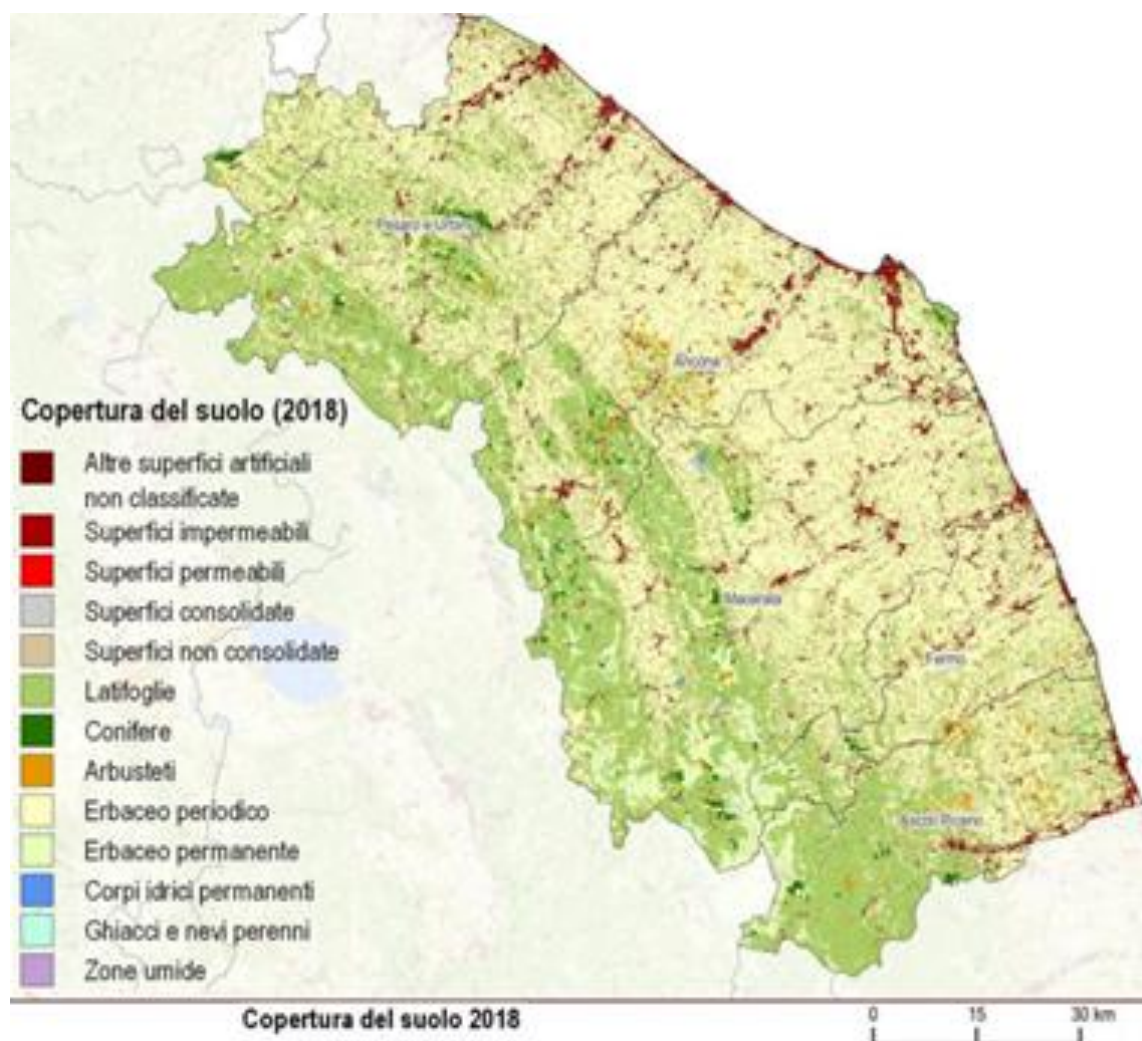 Pesaro e Urbino
Ancona
Copertura del suolo (2018)
Altre superfici artificiali
non classificate
Superfici impermeabili
Superfici permeabili
Superfici consolidate
Superfici non consolidate
Latifoglie
Conifere
Arbusteti
Erbaceo periodico
Erbaceo permanente
Corpi idrici permanenti
Ghiacci e nevi perenni
Zone umide
Macerata
Fermo
Ascoli Piceno
Copertura del suolo 2018
0 15 30 km